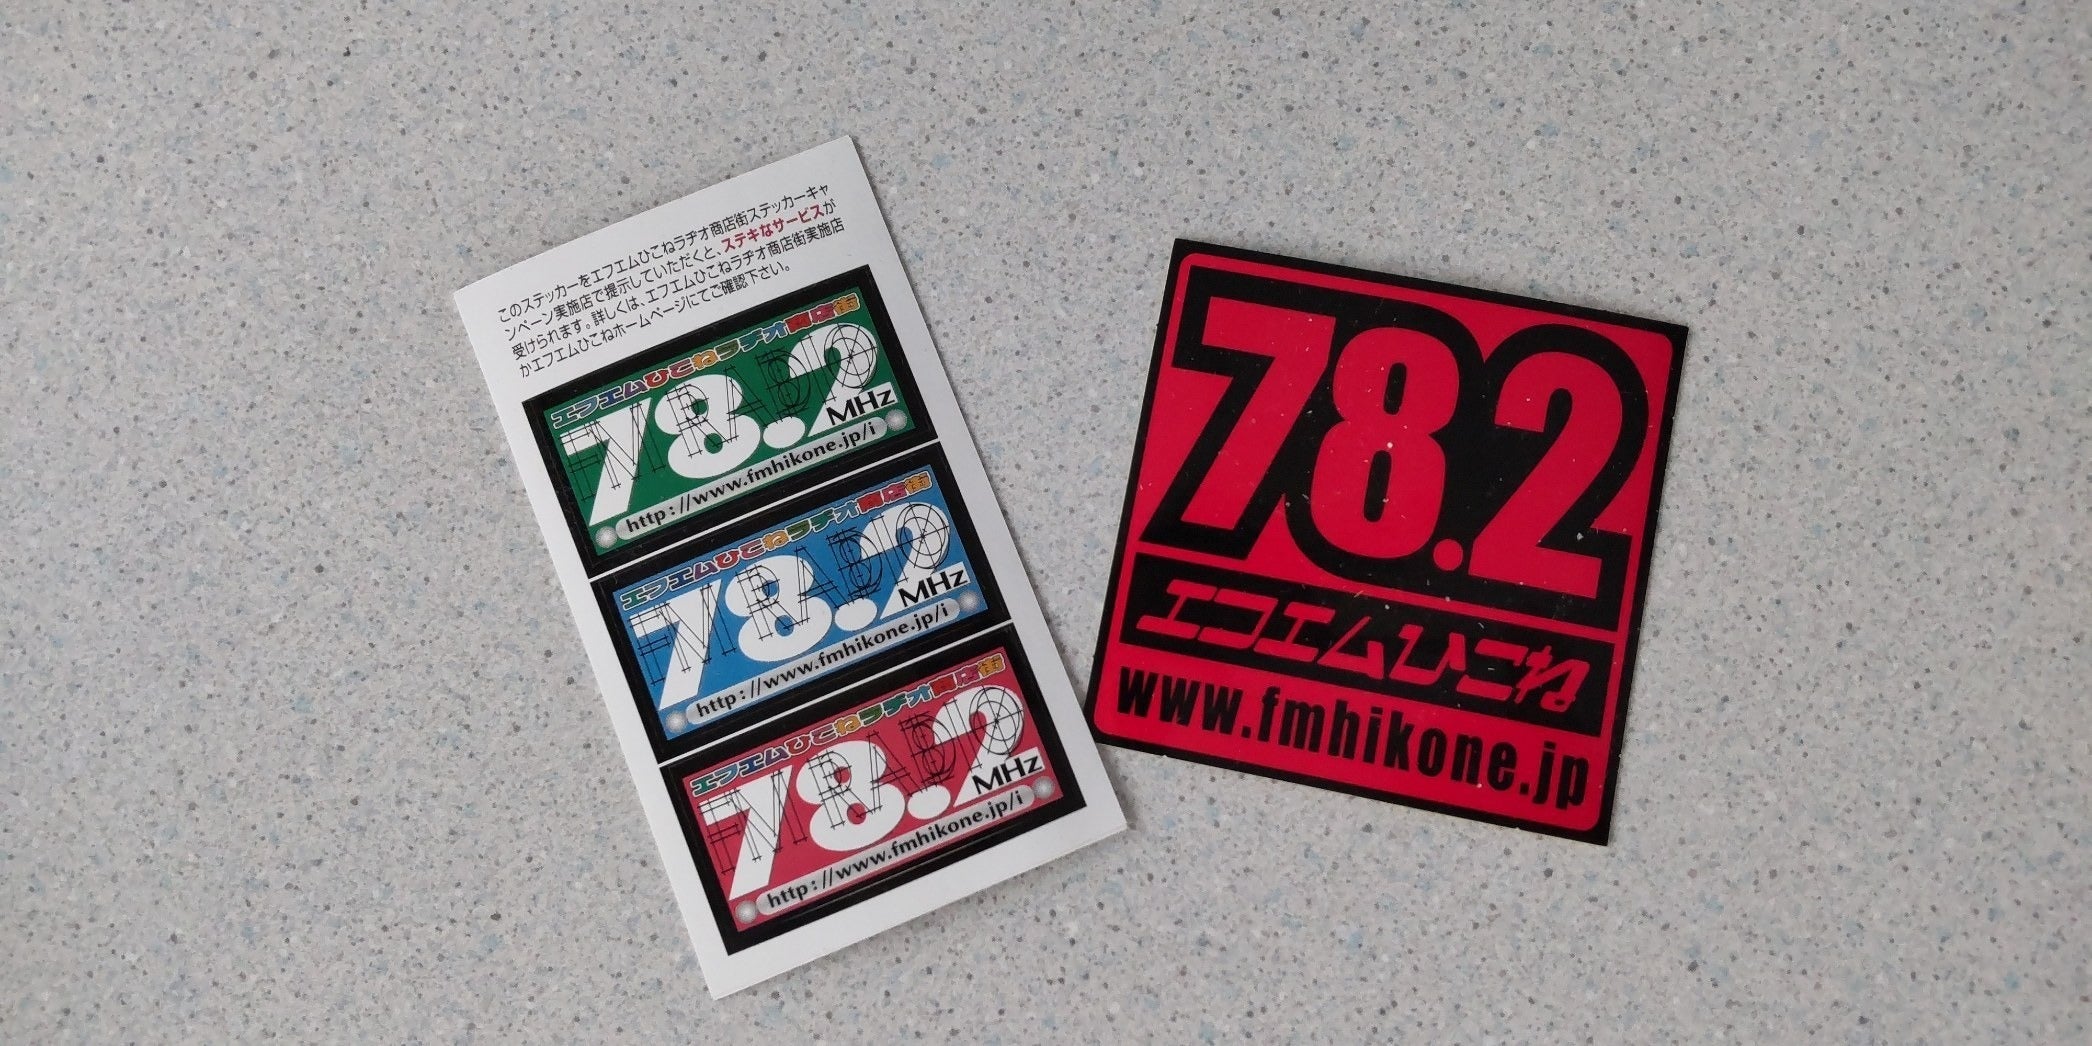 このステッカーをエフエムひこねラヂオ商店街ステッカーキャ
ンペーン実施店で提示していただくと、ステキなサービスが
受けられます。詳しくは、エフエムひこねラヂオ商店街実施店
かエフエムひこねホームページにてご確認下さい。
エフエムひこねラヂオ商店街
FM RADIO
78.2
MHz
http://www.fmhikone.jp/i
エフエムひこねラヂオ商店街
FM RADIO
78.2
MHz
http://www.fmhikone.jp/i
エフエムひこねラヂオ商店街
FM RADIO
78.2
MHz
http://www.fmhikone.jp/i
78.2
エフエムひこね
www.fmhikone.jp